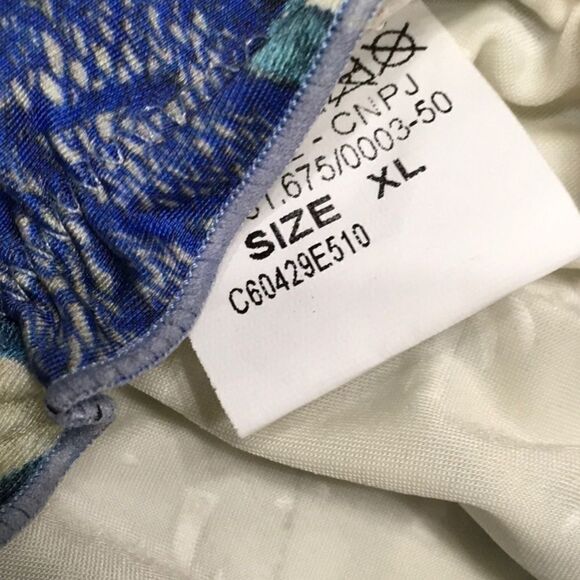 - CNPJ
.675/0003-50
SIZE XL
C60429E510